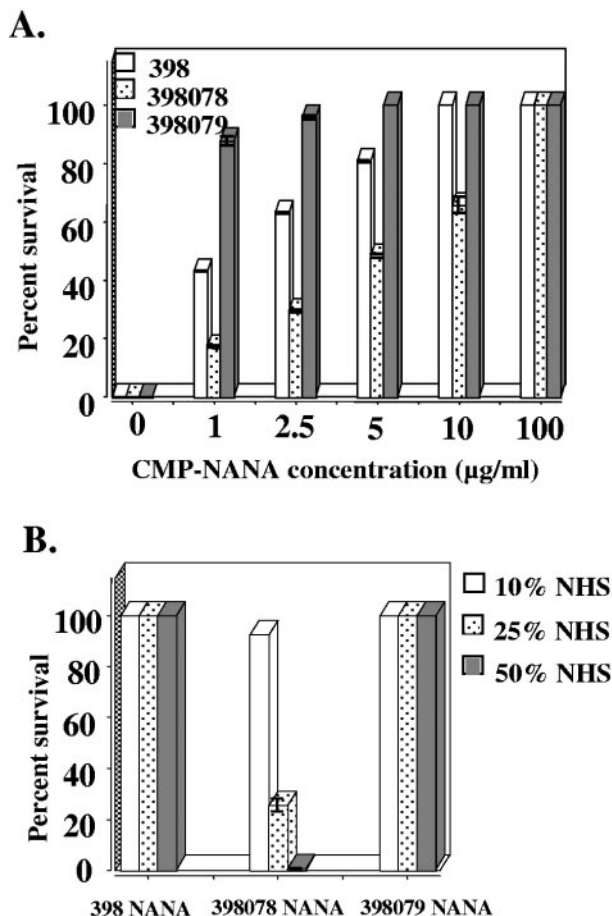 A.
398
398078
398079
100
80
60
40
20
0
Percent survival
0 1 2.5 5 10 100
CMP-NANA concentration (µg/ml)
B.
10% NHS
25% NHS
50% NHS
100
80
60
40
20
0
Percent survival
398 NANA 398078 NANA 398079 NANA